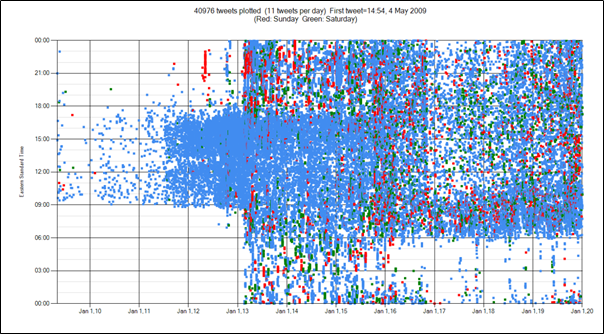 40976 tweets plotted (11 tweets per day) First tweet=14:54, 4 May 2009
(Red: Sunday Green: Saturday)
00:00
21:00
18:00
15:00
12:00
09:00
06:00
03:00
00:00
Eastern Standard Time
Jan 1,10 Jan 1,11 Jan 1,12 Jan 1,13 Jan 1,14 Jan 1,15 Jan 1,16 Jan 1,17 Jan 1,18 Jan 1,19 Jan 1,20